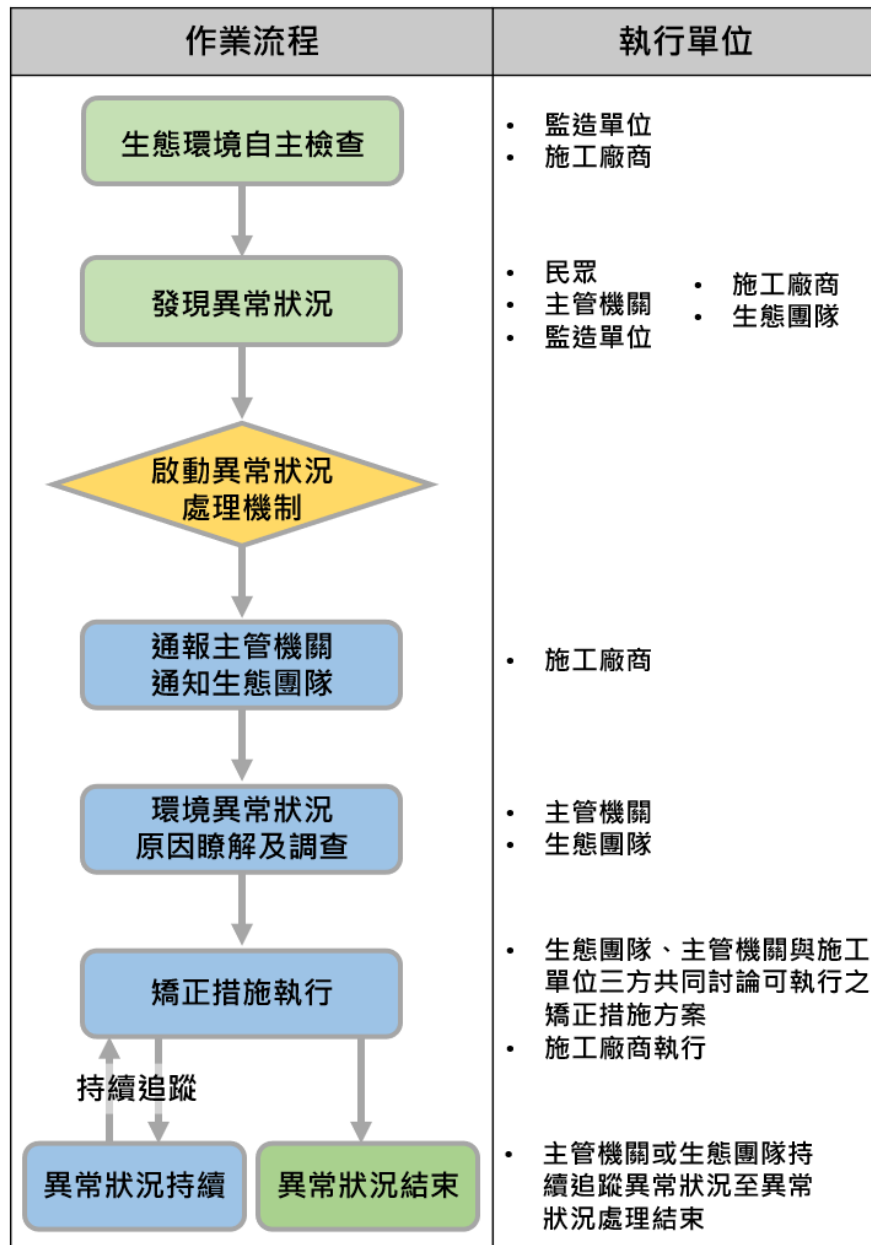 作業流程
執行單位
生態環境自主檢查
• 監造單位
• 施工廠商
發現異常狀況
• 民眾
• 主管機關
• 監造單位
• 施工廠商
• 生態團隊
啟動異常狀況
處理機制
通報主管機關
通知生態團隊
• 施工廠商
環境異常狀況
原因瞭解及調查
• 主管機關
• 生態團隊
矯正措施執行
• 生態團隊、主管機關與施工
單位三方共同討論可執行之
矯正措施方案
• 施工廠商執行
持續追蹤
異常狀況持續
異常狀況結束
• 主管機關或生態團隊持
續追蹤異常狀況至異常
狀況處理結束